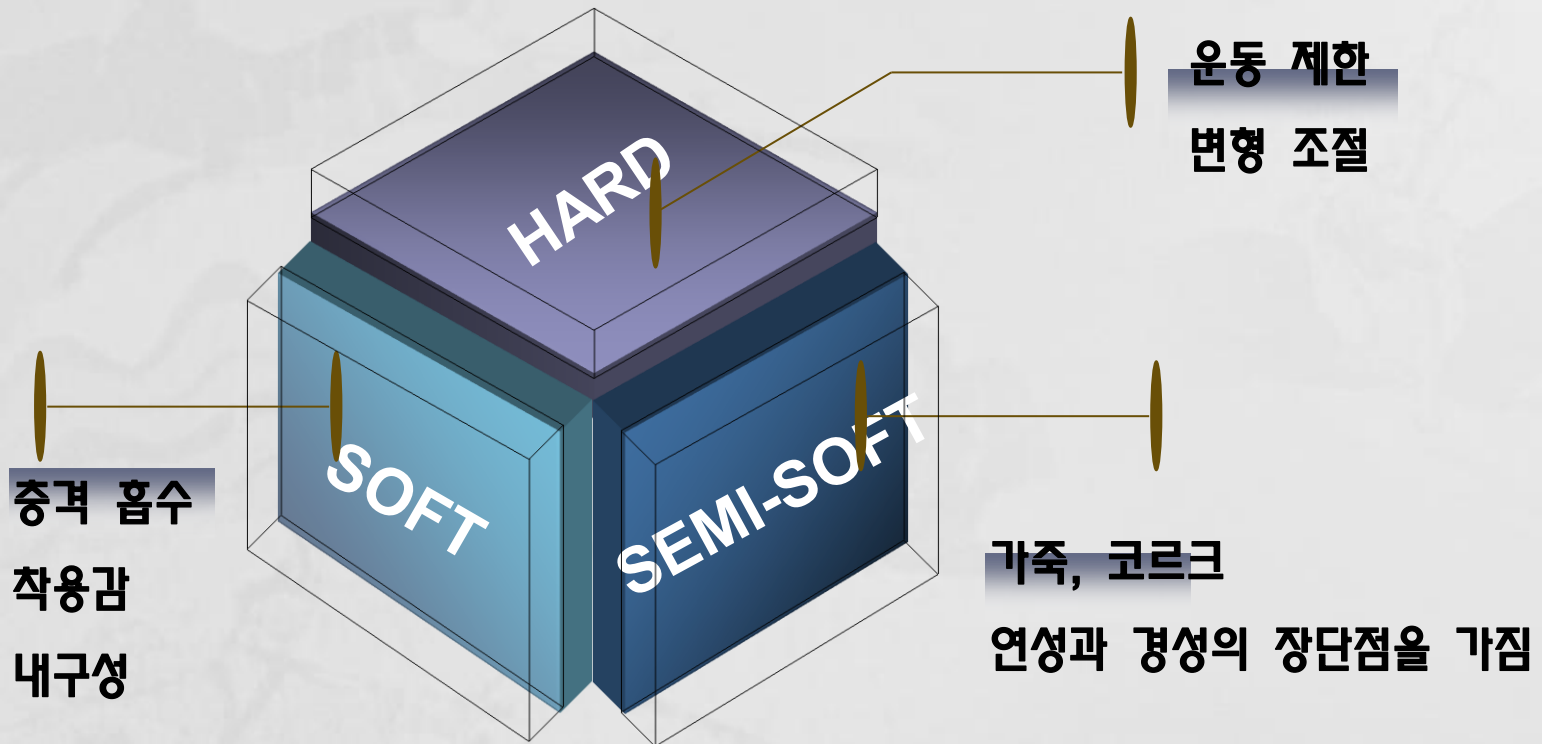 운동 제한
변형 조절
HARD
SOFT
SEMI-SOFT
충격 흡수
착용감
내구성
가죽, 코르크
연성과 경성의 장단점을 가짐